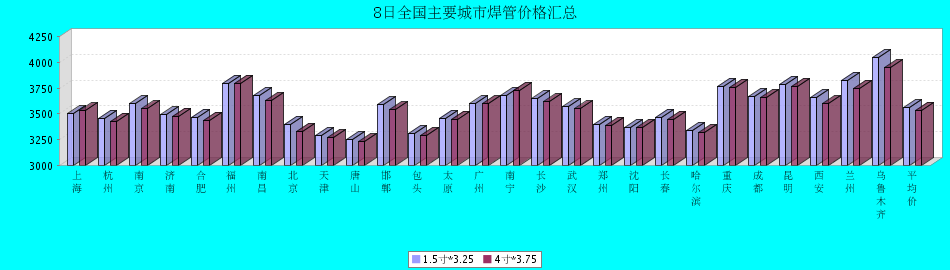 8日全国主要城市焊管价格汇总
4250
4000
3750
3500
3250
3000
上海
杭州
南京
济南
合肥
福州
南昌
北京
天津
唐山
邯郸
包头
太原
广州
南宁
长沙
武汉
郑州
沈阳
长春
哈尔滨
重庆
成都
昆明
西安
兰州
乌鲁木齐
平均价
1.5寸*3.25
4寸*3.75